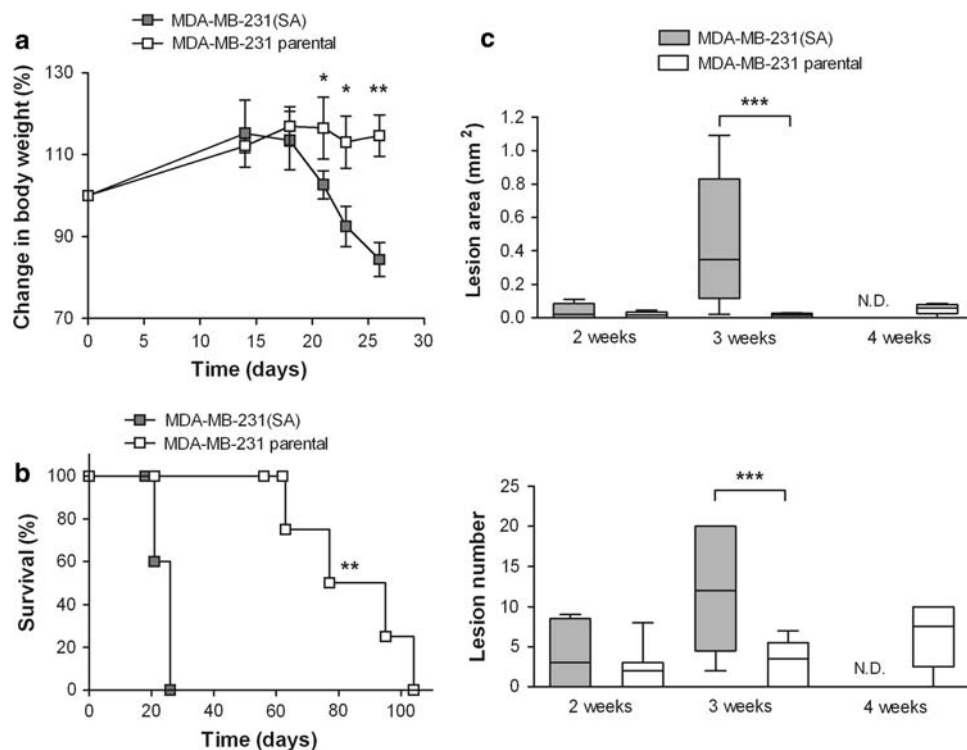 a
MDA-MB-231(SA)
MDA-MB-231 parental
Change in body weight (%)
130
110
90
70
* * **
0 5 10 15 20 25 30
Time (days)
b
MDA-MB-231(SA)
MDA-MB-231 parental
Survival (%)
100
80
60
40
20
0
**
0 20 40 60 80 100
Time (days)
c
MDA-MB-231(SA)
MDA-MB-231 parental
Lesion area (mm 2)
1.2
1.0
0.8
0.6
0.4
0.2
0.0
***
N.D.
2 weeks 3 weeks 4 weeks
Lesion number
25
20
15
10
5
0
***
N.D.
2 weeks 3 weeks 4 weeks